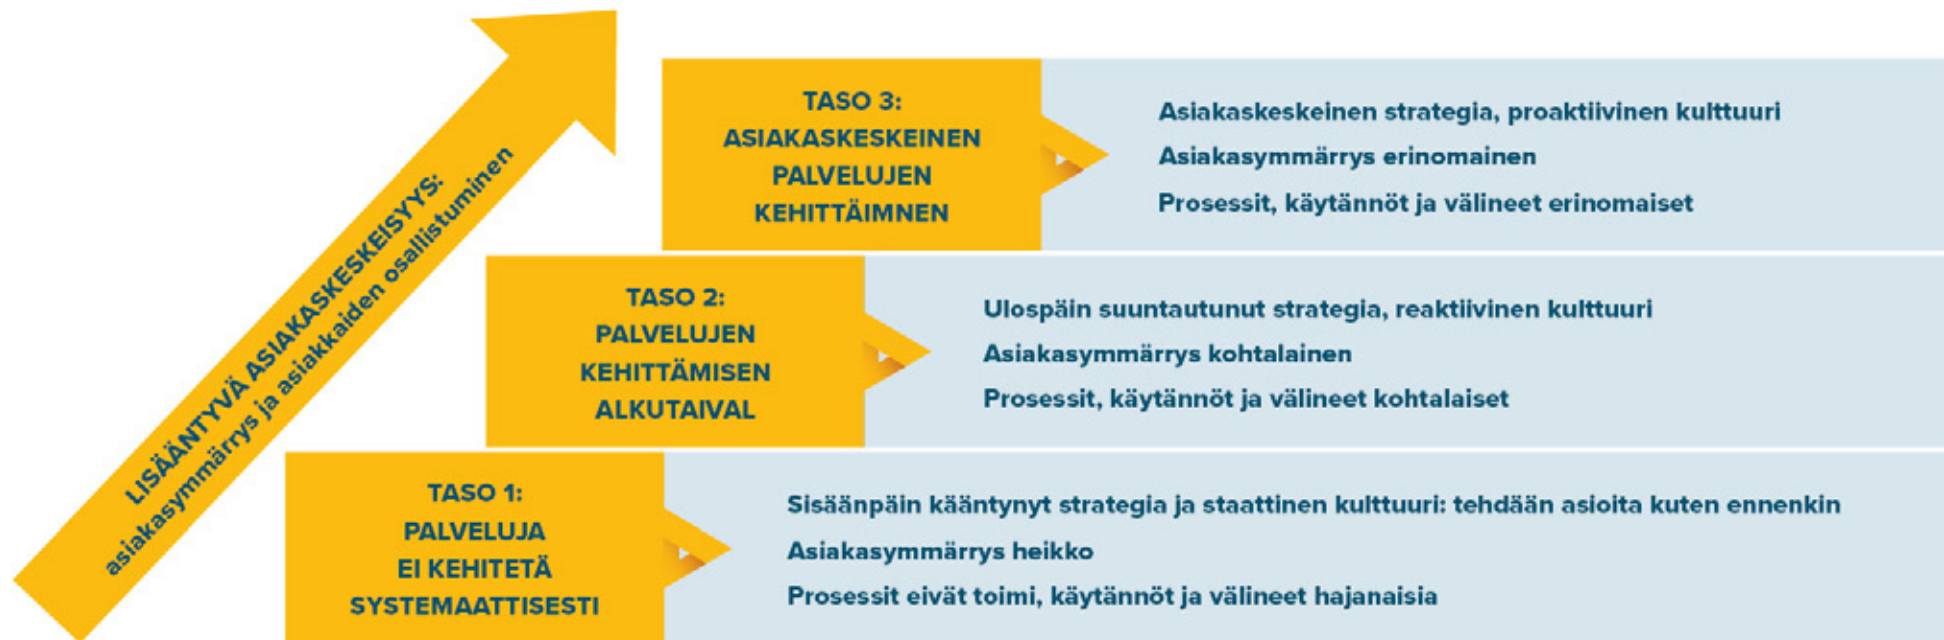 LISÄÄNTYVÄ ASIAKASKESKEISYYS:
asiakasymmärrys ja asiakkaiden osallistuminen
TASO 3:
ASIAKASKESKEINEN
PALVELUJEN
KEHITTÄIMNEN
Asiakaskeskeinen strategia, proaktiivinen kulttuuri
Asiakasymmärrys erinomainen
Prosessit, käytännöt ja välineet erinomaiset
TASO 2:
PALVELUJEN
KEHITTÄMISEN
ALKUTAIVAL
Ulospäin suuntautunut strategia, reaktiivinen kulttuuri
Asiakasymmärrys kohtalainen
Prosessit, käytännöt ja välineet kohtalaiset
TASO 1:
PALVELUJA
EI KEHITETÄ
SYSTEMAATTISESTI
Sisäänpäin kääntynyt strategia ja staattinen kulttuuri: tehdään asioita kuten ennenkin
Asiakasymmärrys heikko
Prosessit eivät toimi, käytännöt ja välineet hajanaisia